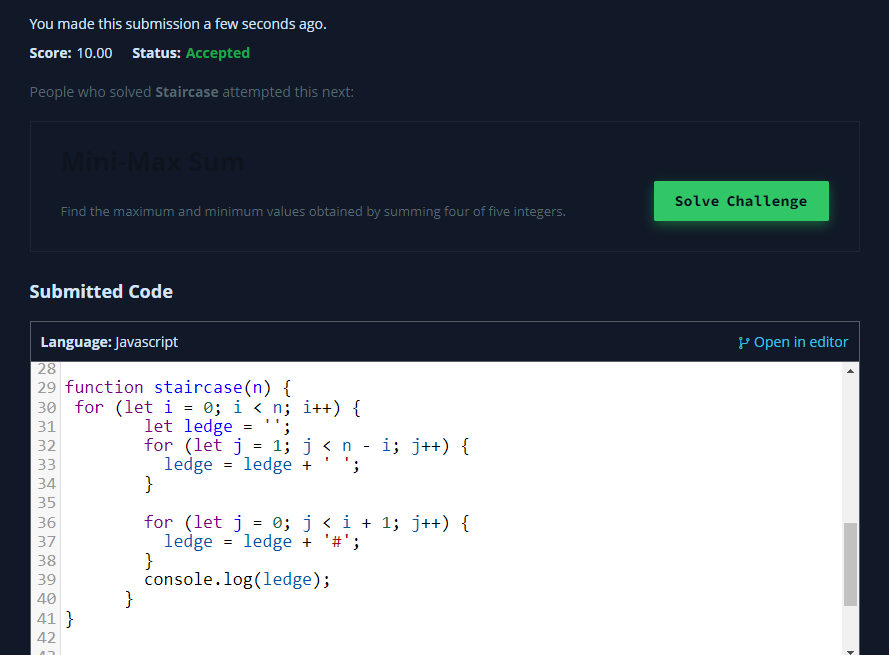 You made this submission a few seconds ago.
Score: 10.00 Status: Accepted
People who solved Staircase attempted this next:
Mini-Max Sum
Find the maximum and minimum values obtained by summing four of five integers.
Solve Challenge
Submitted Code
Language: Javascript
Open in editor
28
29 function staircase(n) {
30 for (let i = 0; i < n; i++) {
31 let ledge = '';
32 for (let j = 1; j < n - i; j++) {
33 ledge = ledge + ' ';
34 }
35
36 for (let j = 0; j < i + 1; j++) {
37 ledge = ledge + '#';
38 }
39 console.log(ledge);
40 }
41 }
42